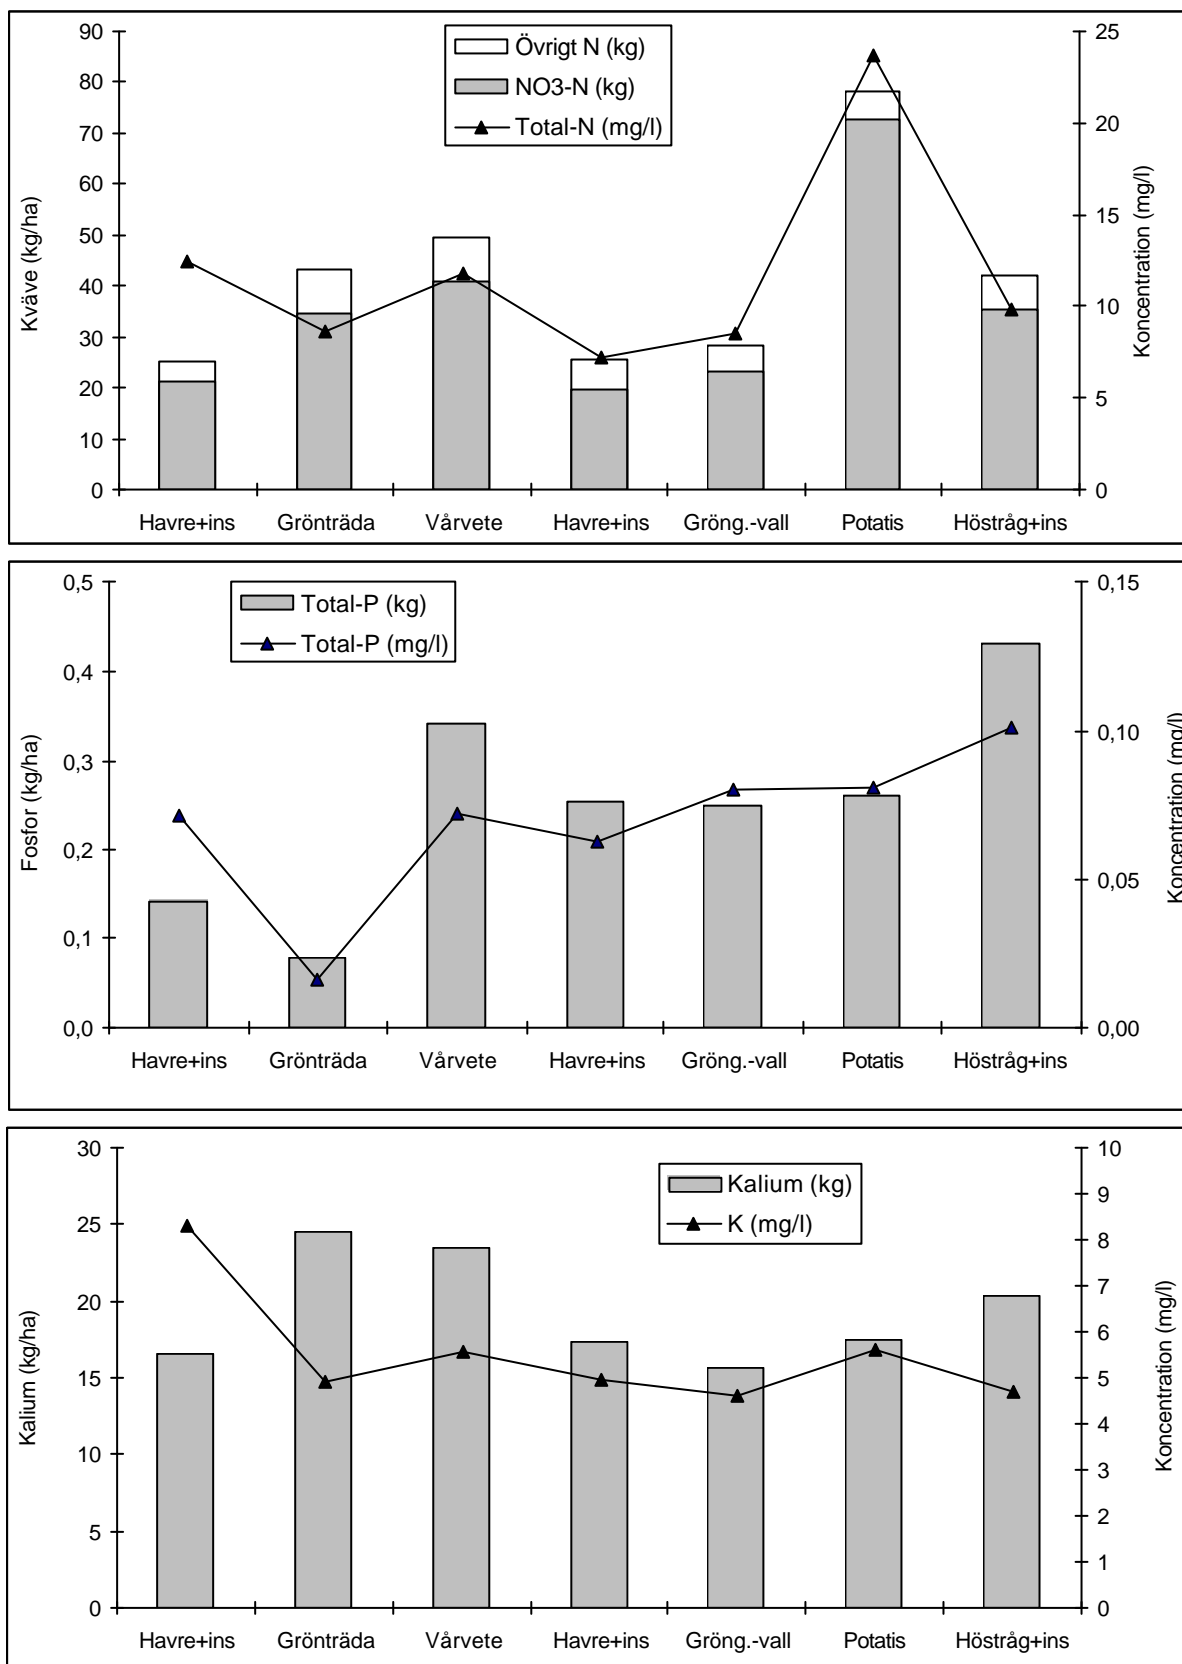 Övrigt N (kg)
NO3-N (kg)
Total-N (mg/l)
Kväve (kg/ha)
90
80
70
60
50
40
30
20
10
0
25
20
15
10
5
0
Koncentration (mg/l)
Havre+ins Grönträda Vårvete Havre+ins Gröng.-vall Potatis Höstråg+ins
Total-P (kg)
Total-P (mg/l)
Fosfor (kg/ha)
0,5
0,4
0,3
0,2
0,1
0,0
0,15
0,10
0,05
0,00
Koncentration (mg/l)
Havre+ins Grönträda Vårvete Havre+ins Gröng.-vall Potatis Höstråg+ins
Kalium (kg)
K (mg/l)
Kalium (kg/ha)
30
25
20
15
10
5
0
10
9
8
7
6
5
4
3
2
1
0
Koncentration (mg/l)
Havre+ins Grönträda Vårvete Havre+ins Gröng.-vall Potatis Höstråg+ins